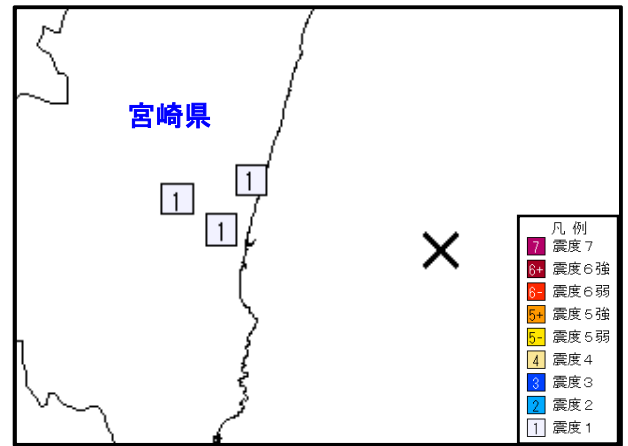 宮崎県
1
1
1
凡例
7 震度7
6+ 震度6強
6- 震度6弱
5+ 震度5強
5- 震度5弱
4 震度4
3 震度3
2 震度2
1 震度1